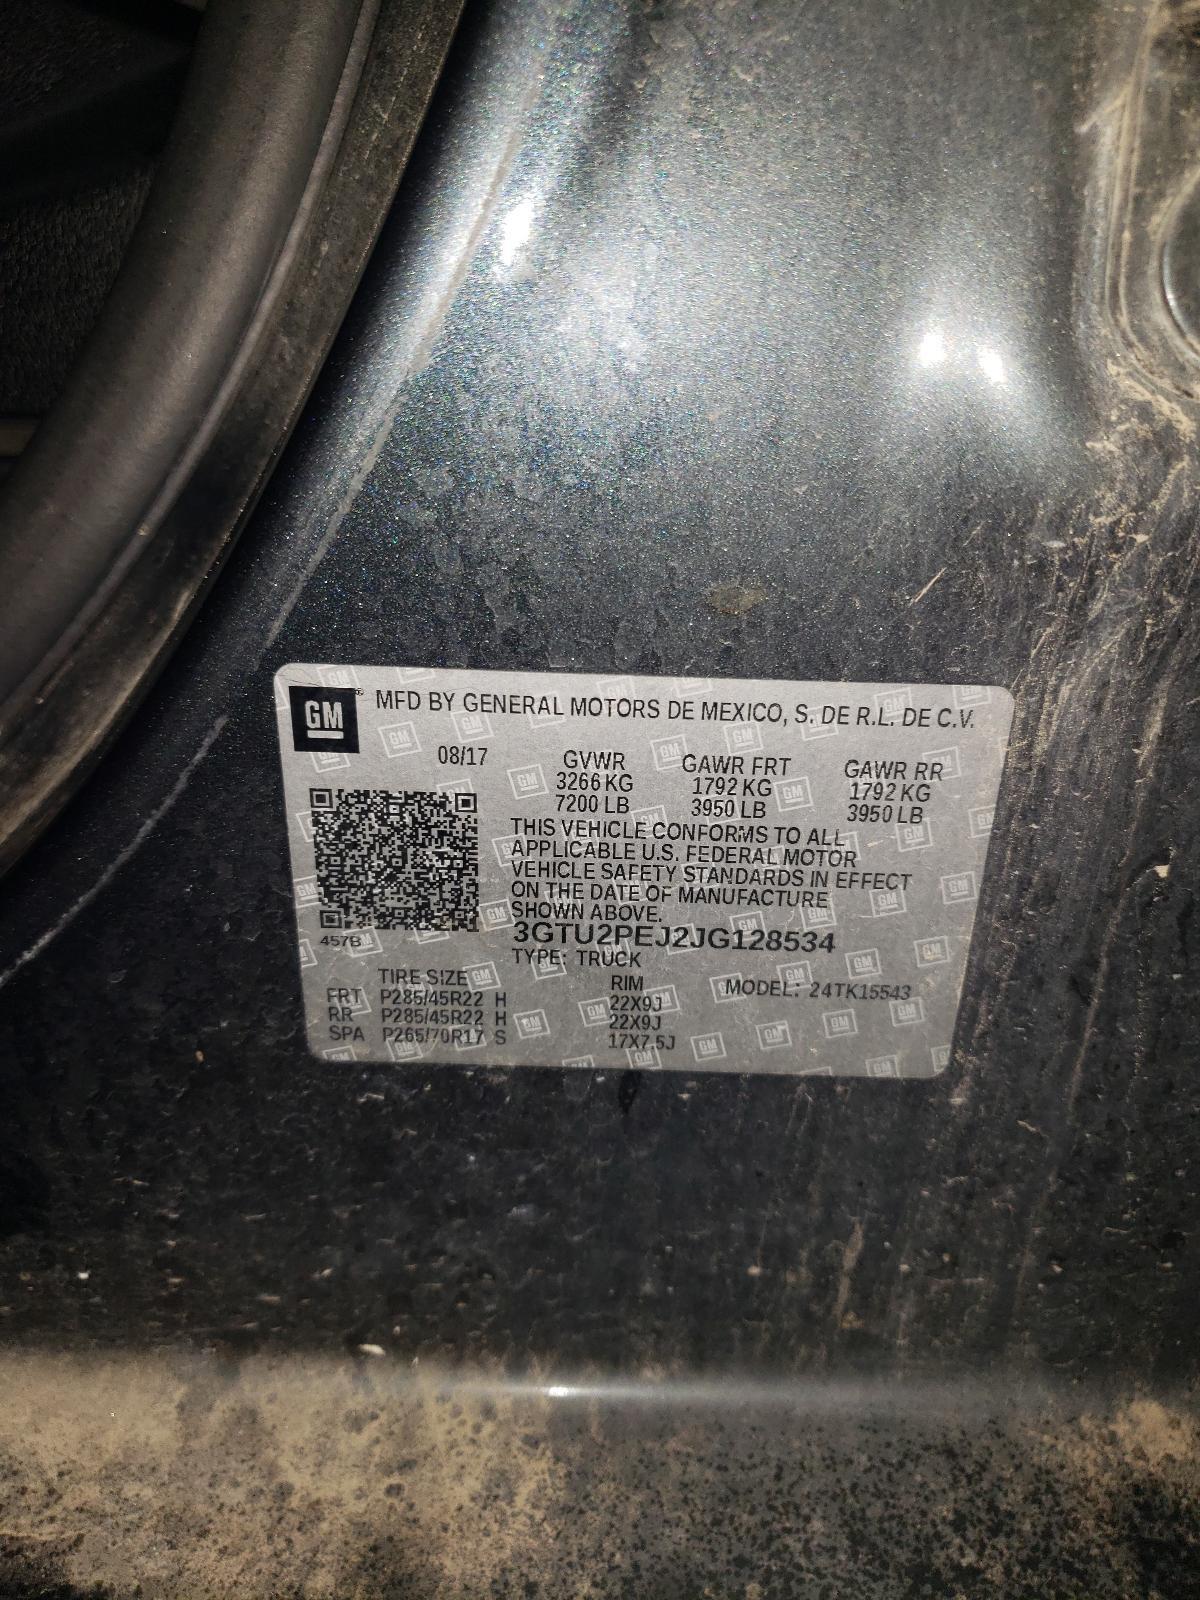 GM
MFD BY GENERAL MOTORS DE MEXICO, S. DE R.L. DE C.V.
08/17 GVWR GAWR FRT GAWR RR
3266 KG 1792 KG 1792 KG
7200 LB 3950 LB 3950 LB
THIS VEHICLE CONFORMS TO ALL
APPLICABLE U.S. FEDERAL MOTOR
VEHICLE SAFETY STANDARDS IN EFFECT
ON THE DATE OF MANUFACTURE
SHOWN ABOVE.
457B
3GTU2PEJ2JG128534
TYPE: TRUCK
TIRE SIZE RIM MODEL: 24TK15543
FRT P285/45R22 H 22X9J
RR P285/45R22 H 22X9J
SPA P265/70R17 S 17X7.5J